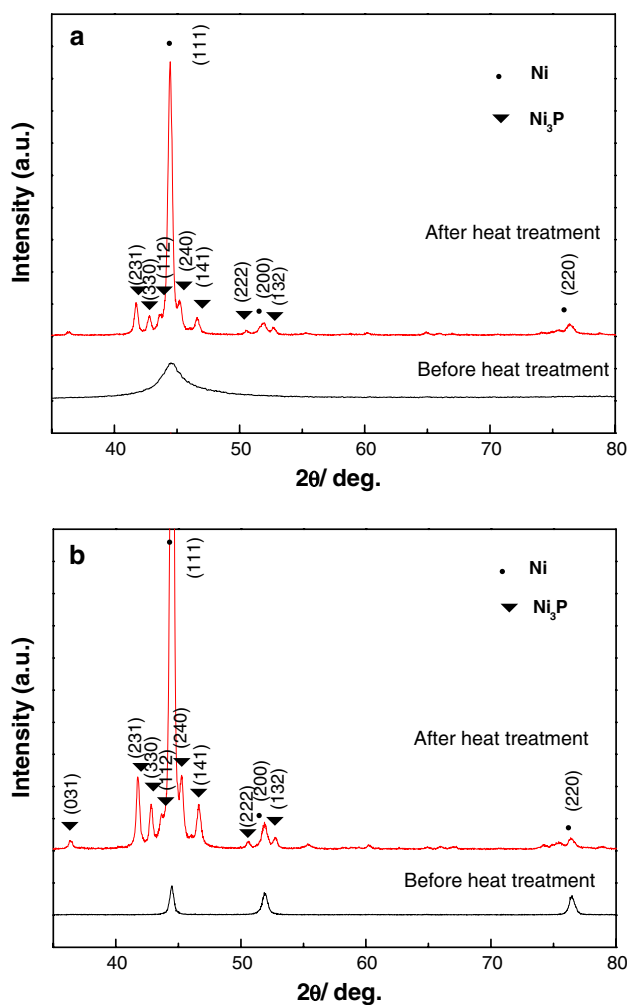 a
(111)
Ni
Ni₃P
After heat treatment
(231)
(330)
(112)
(240)
(141)
(222)
(200)
(132)
(220)
Before heat treatment
Intensity (a.u.)
40 50 60 70 80
2θ/ deg.
b
(111)
Ni
Ni₃P
After heat treatment
(031)
(231)
(330)
(112)
(240)
(141)
(222)
(200)
(132)
(220)
Before heat treatment
Intensity (a.u.)
40 50 60 70 80
2θ/ deg.